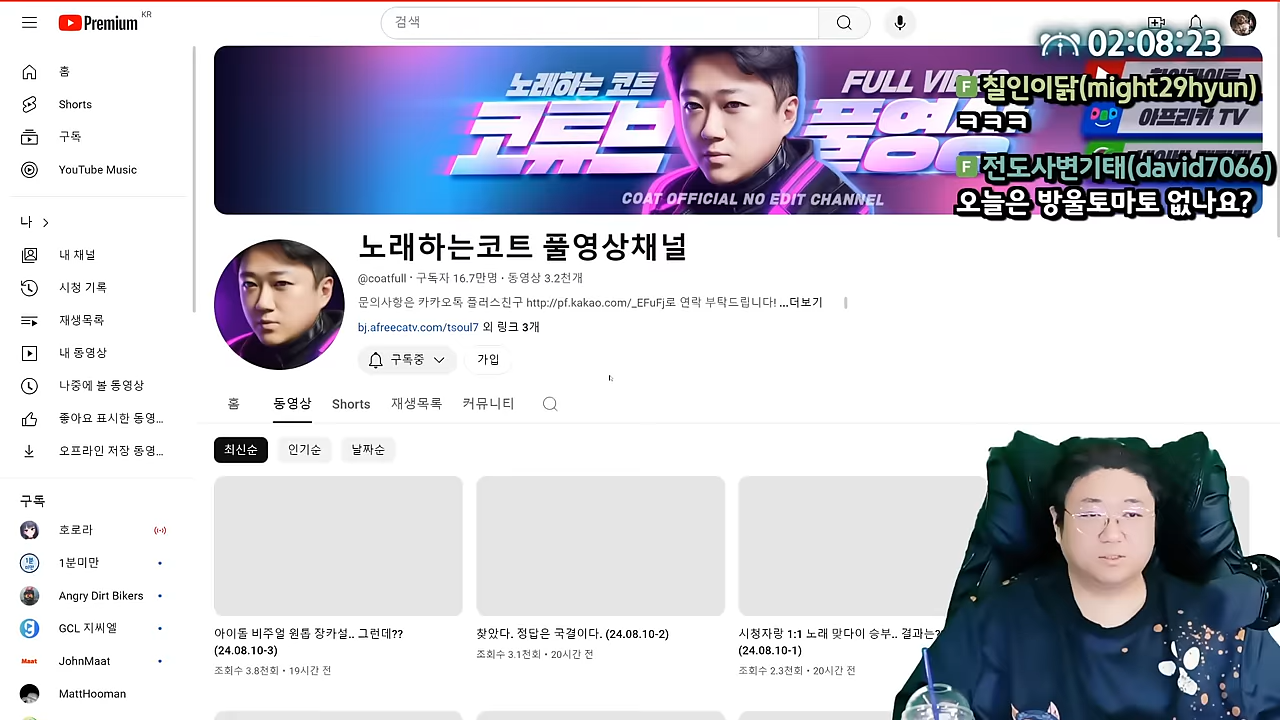 Premium KR
검색
02:08:23
홈
Shorts
구독
YouTube Music
나
내 채널
시청 기록
재생목록
내 동영상
나중에 볼 동영상
좋아요 표시한 동영...
오프라인 저장 동영...
구독
호로라
1분미만
Angry Dirt Bikers
GCL 지씨엘
JohnMaat
MattHooman
노래하는 코트
코튜브
FULL VIDEO
풀영상
COAT OFFICIAL NO EDIT CHANNEL
아프리카 TV
F 칠인이닭(might29hyun)
ㅋㅋㅋ
F 전도사변기태(david7066)
오늘은 방울토마토 없나요?
노래하는코트 풀영상채널
@coatfull · 구독자 16.7만명 · 동영상 3.2천개
문의사항은 카카오톡 플러스친구 http://pf.kakao.com/_EFuFj로 연락 부탁드립니다! ...더보기
bj.afreecatv.com/tsoul7 외 링크 3개
구독중
가입
홈
동영상
Shorts
재생목록
커뮤니티
최신순
인기순
날짜순
아이돌 비주얼 원톱 장카설.. 그런데??
(24.08.10-3)
조회수 3.8천회 • 19시간 전
찾았다. 정답은 국결이다. (24.08.10-2)
조회수 3.1천회 • 20시간 전
시청자랑 1:1 노래 맞다이 승부.. 결과는?
(24.08.10-1)
조회수 2.3천회 • 20시간 전